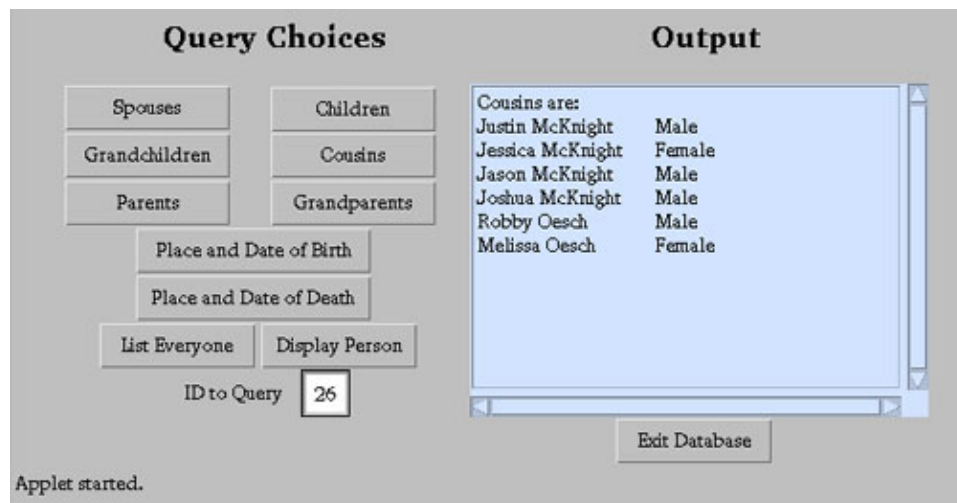 Query Choices
Output
Spouses
Children
Grandchildren
Cousins
Parents
Grandparents
Place and Date of Birth
Place and Date of Death
List Everyone
Display Person
ID to Query 26
Cousins are:
Justin McKnight Male
Jessica McKnight Female
Jason McKnight Male
Joshua McKnight Male
Robby Oesch Male
Melissa Oesch Female
Exit Database
Applet started.